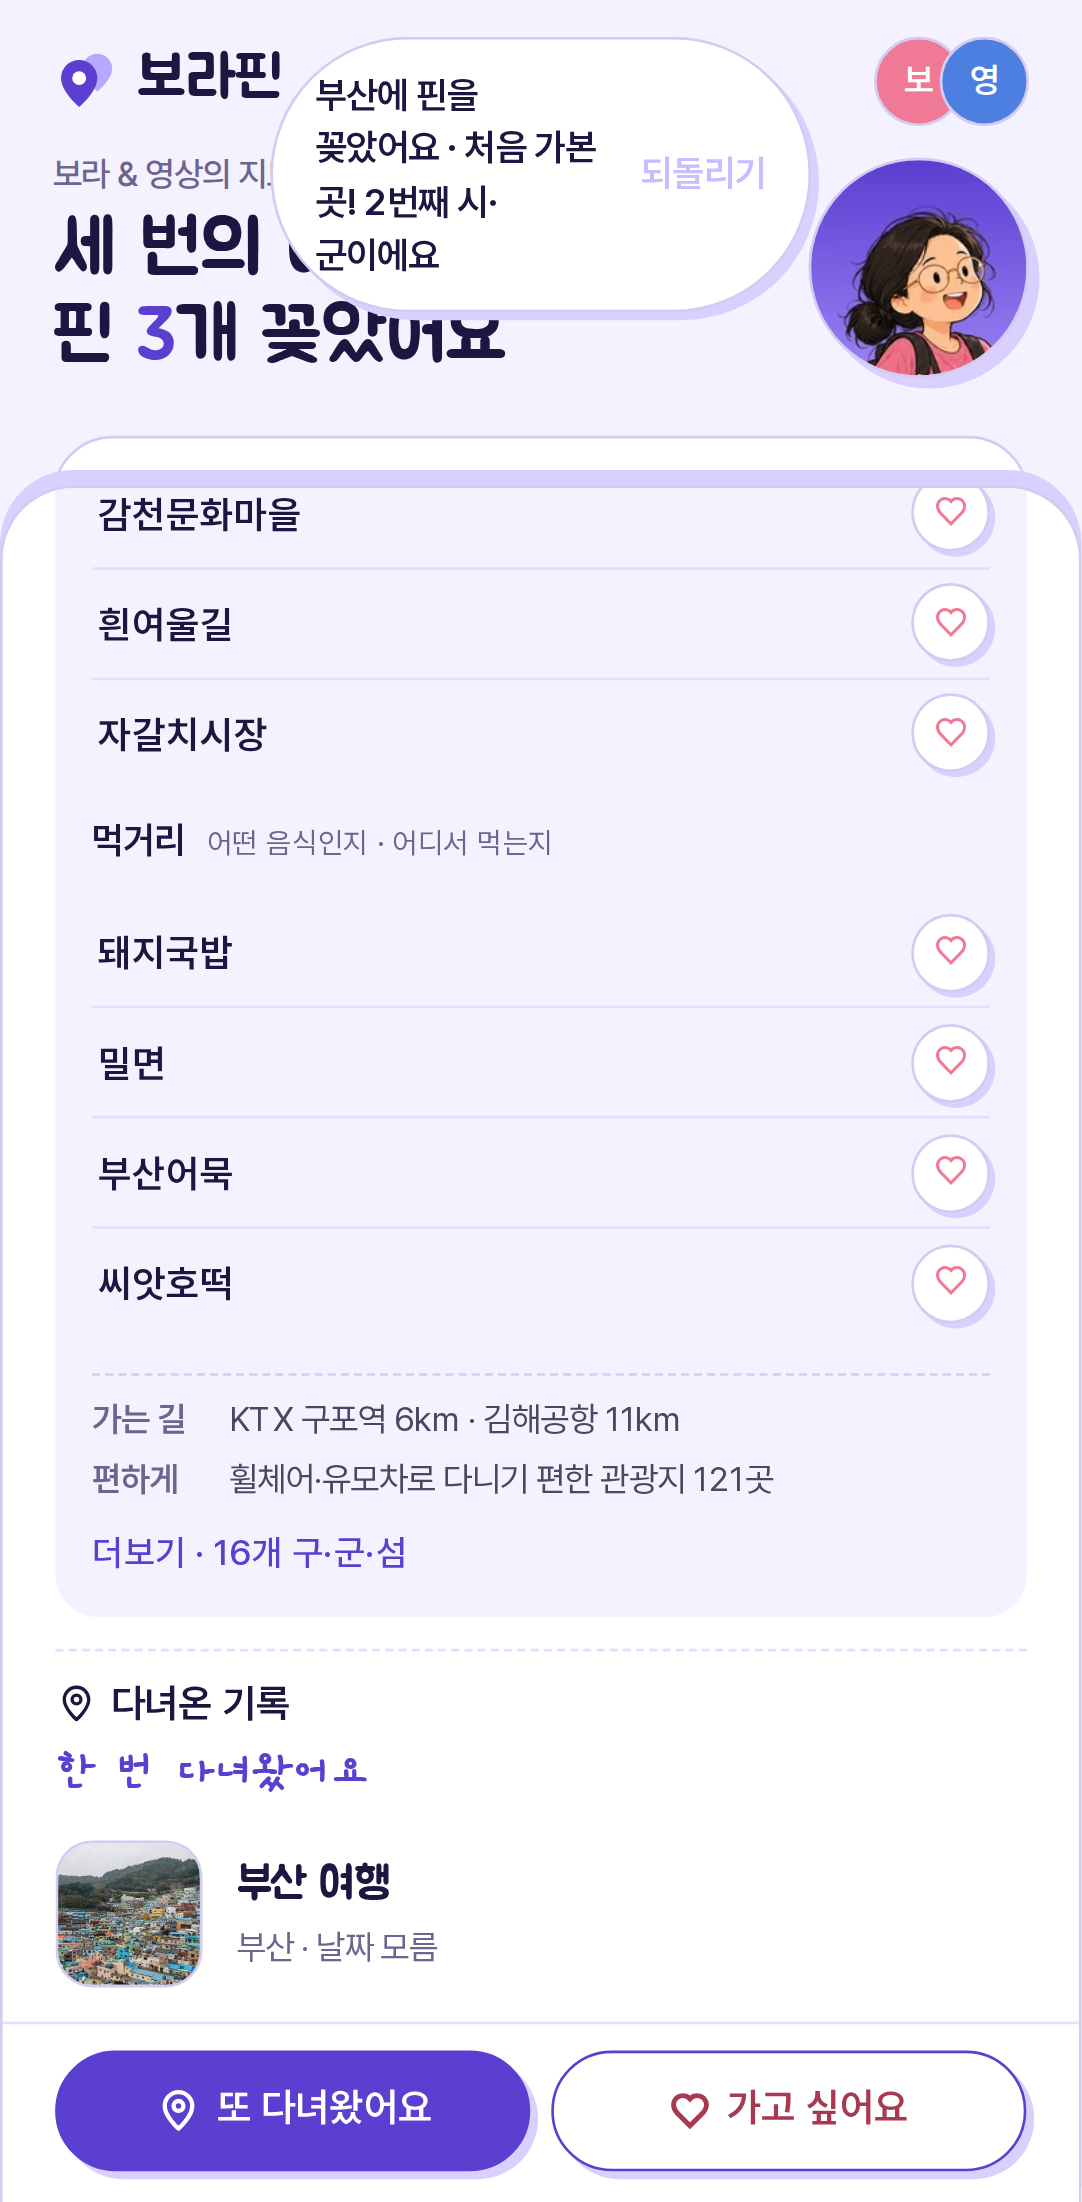 보라핀
부산에 핀을
꽂았어요 · 처음 가본
곳! 2번째 시·
군이에요
되돌리기
보 영
보라 & 영상의 지
세 번의
핀 3개 꽂았어요
감천문화마을
흰여울길
자갈치시장
먹거리 어떤 음식인지 · 어디서 먹는지
돼지국밥
밀면
부산어묵
씨앗호떡
가는 길 KTX 구포역 6km · 김해공항 11km
편하게 휠체어·유모차로 다니기 편한 관광지 121곳
더보기 · 16개 구·군·섬
다녀온 기록
한 번 다녀왔어요
부산 여행
부산 · 날짜 모름
또 다녀왔어요
가고 싶어요